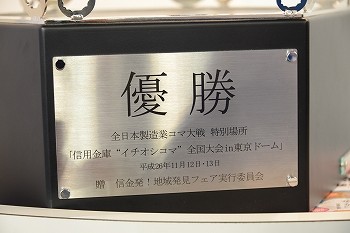 優勝
全日本製造業コマ大戦 特別場所
「信用金庫“イチオシコマ”全国大会in東京ドーム」
平成26年11月12日・13日
贈 信金発!地域発見フェア実行委員会